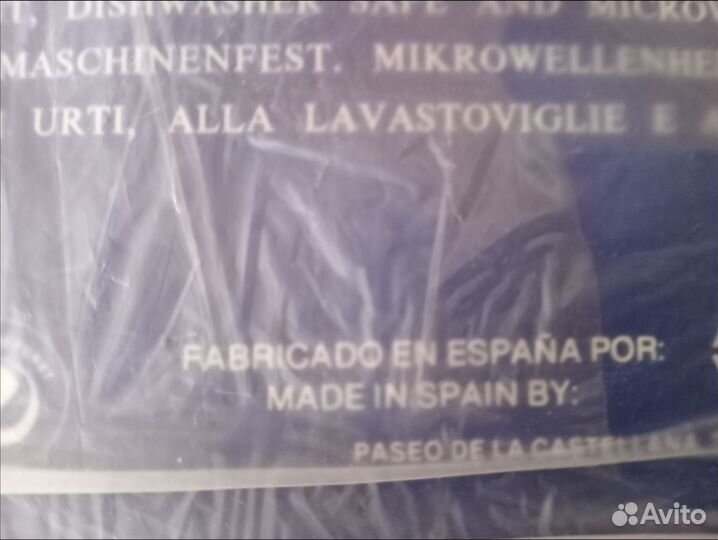 DISHWASHER SAFE AND
MASCHINENFEST.
URTI, ALLA LAVASTOVIGLIE E
FABRICADO EN ESPAÑA POR:
MADE IN SPAIN BY:
PASEO DE LA CASTELLANA
Avito